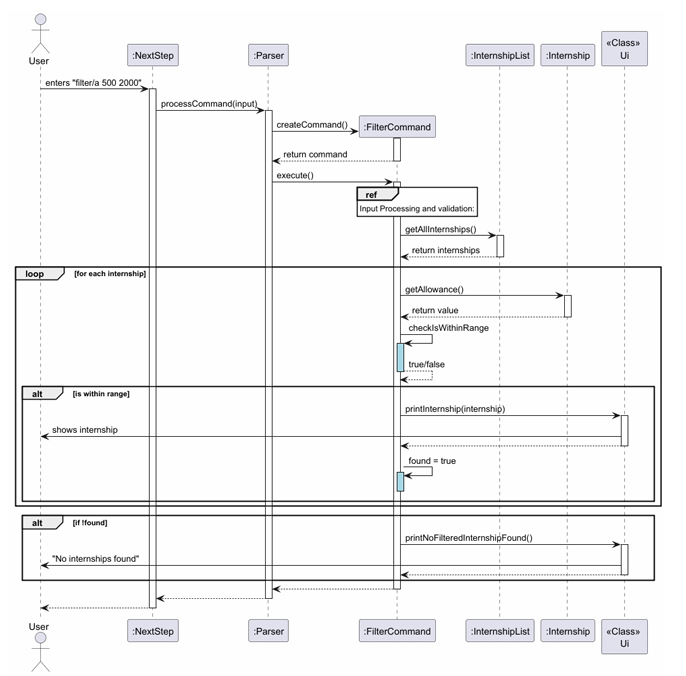 User
:NextStep
:Parser
:InternshipList
:Internship
«Class»
Ui
enters "filter/a 500 2000"
processCommand(input)
createCommand()
:FilterCommand
return command
execute()
ref
Input Processing and validation:
getAllInternships()
return internships
loop
[for each internship]
getAllowance()
return value
checkIsWithinRange
true/false
alt
[is within range]
printInternship(internship)
shows internship
found = true
alt
[if !found]
printNoFilteredInternshipFound()
"No internships found"
User
:NextStep
:Parser
:FilterCommand
:InternshipList
:Internship
«Class»
Ui